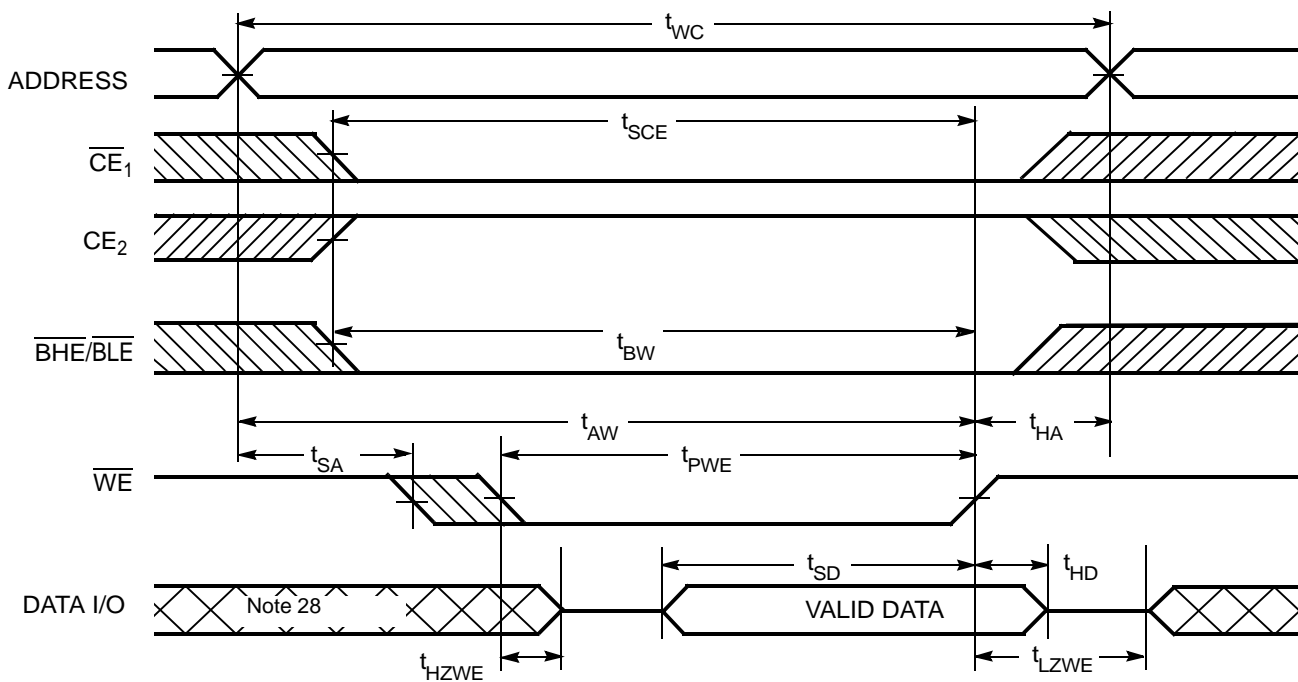 tWC
ADDRESS
tSCE
CE1
CE2
BHE/BLE
tBW
tAW
tHA
tSA
tPWE
WE
tSD
tHD
DATA I/O
Note 28
VALID DATA
tHZWE
tLZWE